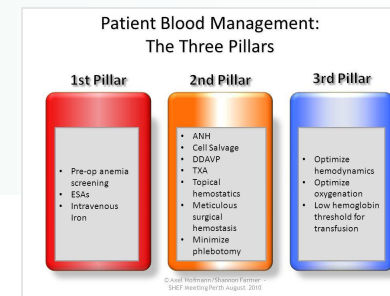 Patient Blood Management:
The Three Pillars
1st Pillar
• Pre-op anemia
screening
• ESAs
• Intravenous
Iron
2nd Pillar
• ANH
• Cell Salvage
• DDAVP
• TXA
• Topical
hemostatics
• Meticulous
surgical
hemostasis
• Minimize
phlebotomy
3rd Pillar
• Optimize
hemodynamics
• Optimize
oxygenation
• Low hemoglobin
threshold for
transfusion
© Axel Hofmann/Shannon Farmer -
SHEF Meeting Perth August, 2010